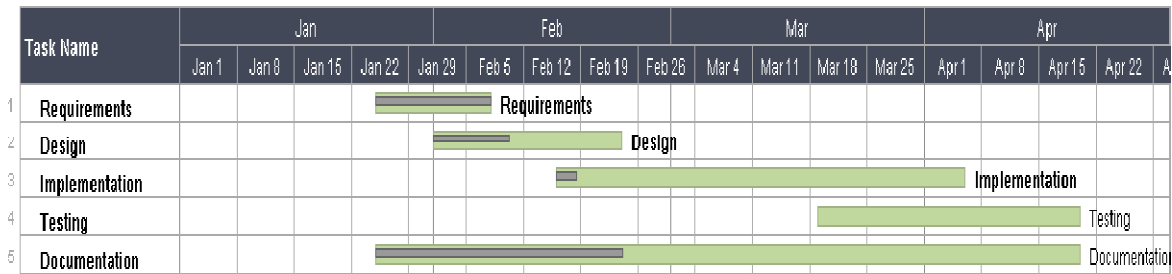 Task Name
Jan Feb Mar Apr
Jan 1 Jan 8 Jan 15 Jan 22 Jan 29 Feb 5 Feb 12 Feb 19 Feb 26 Mar 4 Mar 11 Mar 18 Mar 25 Apr 1 Apr 8 Apr 15 Apr 22 A
1 Requirements Requirements
2 Design Design
3 Implementation Implementation
4 Testing Testing
5 Documentation Documentation